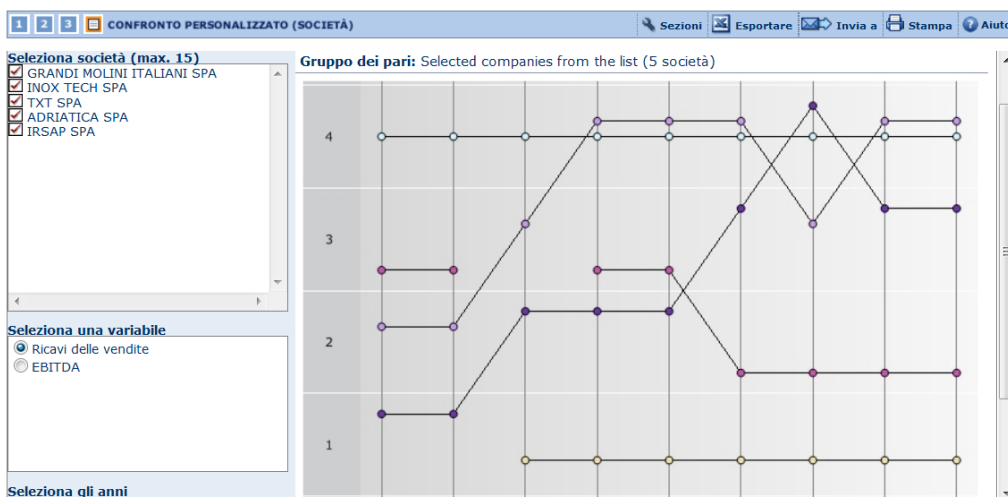 1 2 3 CONFRONTO PERSONALIZZATO (SOCIETÀ) Sezioni Esportare Invia a Stampa Aiuto
Seleziona società (max. 15)
GRANDI MOLINI ITALIANI SPA
INOX TECH SPA
TXT SPA
ADRIATICA SPA
IRSAP SPA
Seleziona una variabile
Ricavi delle vendite
EBITDA
Seleziona gli anni
Gruppo dei pari: Selected companies from the list (5 società)
4
3
2
1